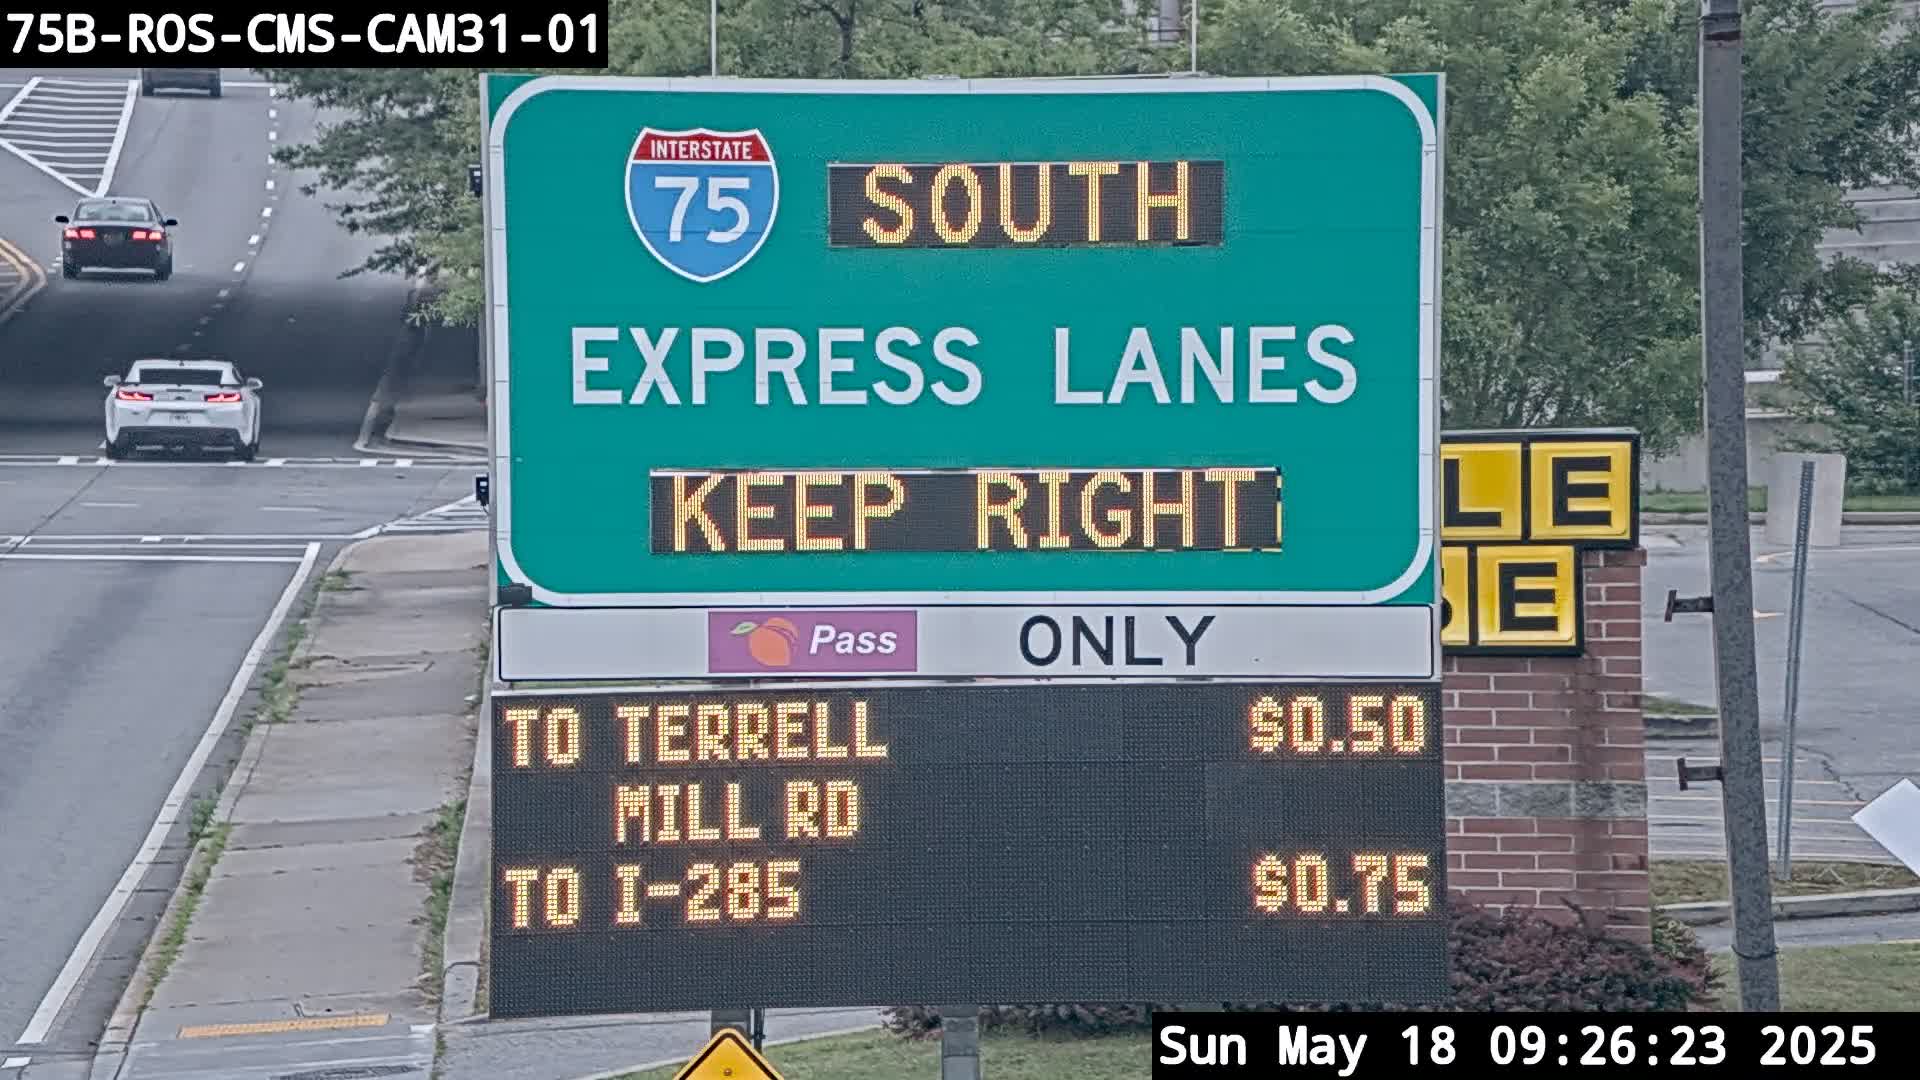 75B-ROS-CMS-CAM31-01
INTERSTATE
75
SOUTH
EXPRESS LANES
KEEP RIGHT
Pass ONLY
TO TERRELL $0.50
MILL RD
TO I-285 $0.75
LE
E
Sun May 18 09:26:23 2025